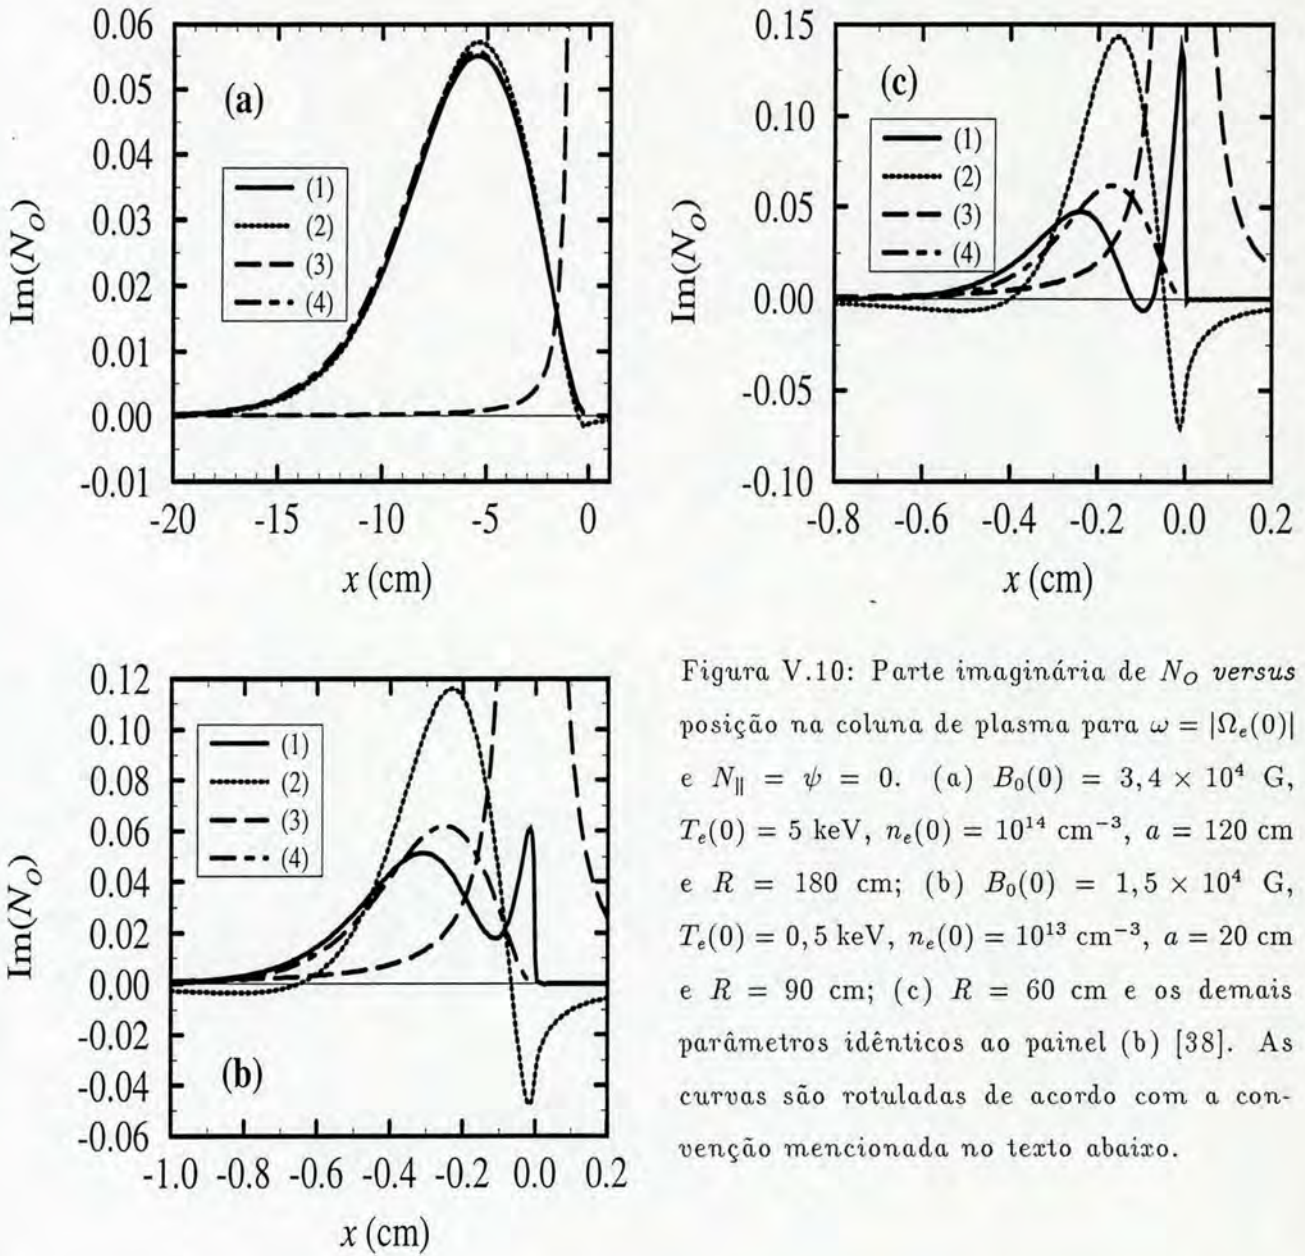 0.06
0.05
0.04
0.03
0.02
0.01
0.00
-0.01
-20
-15
-10
-5
0
Im(N_O)
x (cm)
(a)
(1)
(2)
(3)
(4)
0.15
0.10
0.05
0.00
-0.05
-0.10
-0.8
-0.6
-0.4
-0.2
0.0
0.2
Im(N_O)
x (cm)
(c)
(1)
(2)
(3)
(4)
0.12
0.10
0.08
0.06
0.04
0.02
0.00
-0.02
-0.04
-0.06
-1.0
-0.8
-0.6
-0.4
-0.2
0.0
0.2
Im(N_O)
x (cm)
(b)
(1)
(2)
(3)
(4)
Figura V.10: Parte imaginária de N_O versus
posição na coluna de plasma para ω = |Ω_e(0)|
e N_∥ = ψ = 0. (a) B_0(0) = 3,4 × 10⁴ G,
T_e(0) = 5 keV, n_e(0) = 10¹⁴ cm⁻³, a = 120 cm
e R = 180 cm; (b) B_0(0) = 1,5 × 10⁴ G,
T_e(0) = 0,5 keV, n_e(0) = 10¹³ cm⁻³, a = 20 cm
e R = 90 cm; (c) R = 60 cm e os demais
parâmetros idênticos ao painel (b) [38]. As
curvas são rotuladas de acordo com a con-
venção mencionada no texto abaixo.